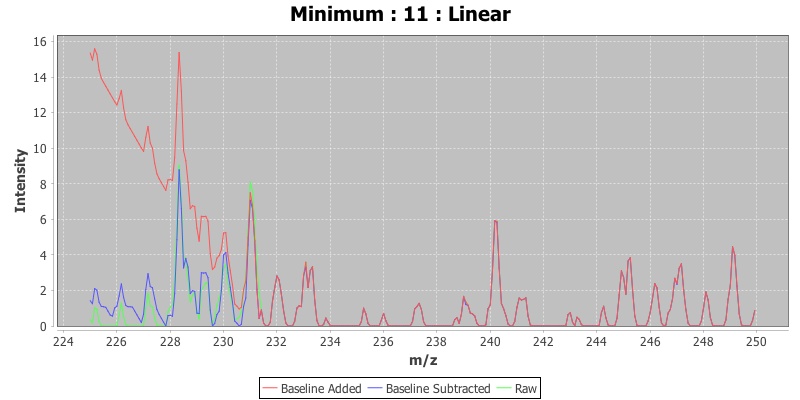 Minimum : 11 : Linear
16
14
12
10
8
6
4
2
0
Intensity
224 226 228 230 232 234 236 238 240 242 244 246 248 250
m/z
Baseline Added Baseline Subtracted Raw